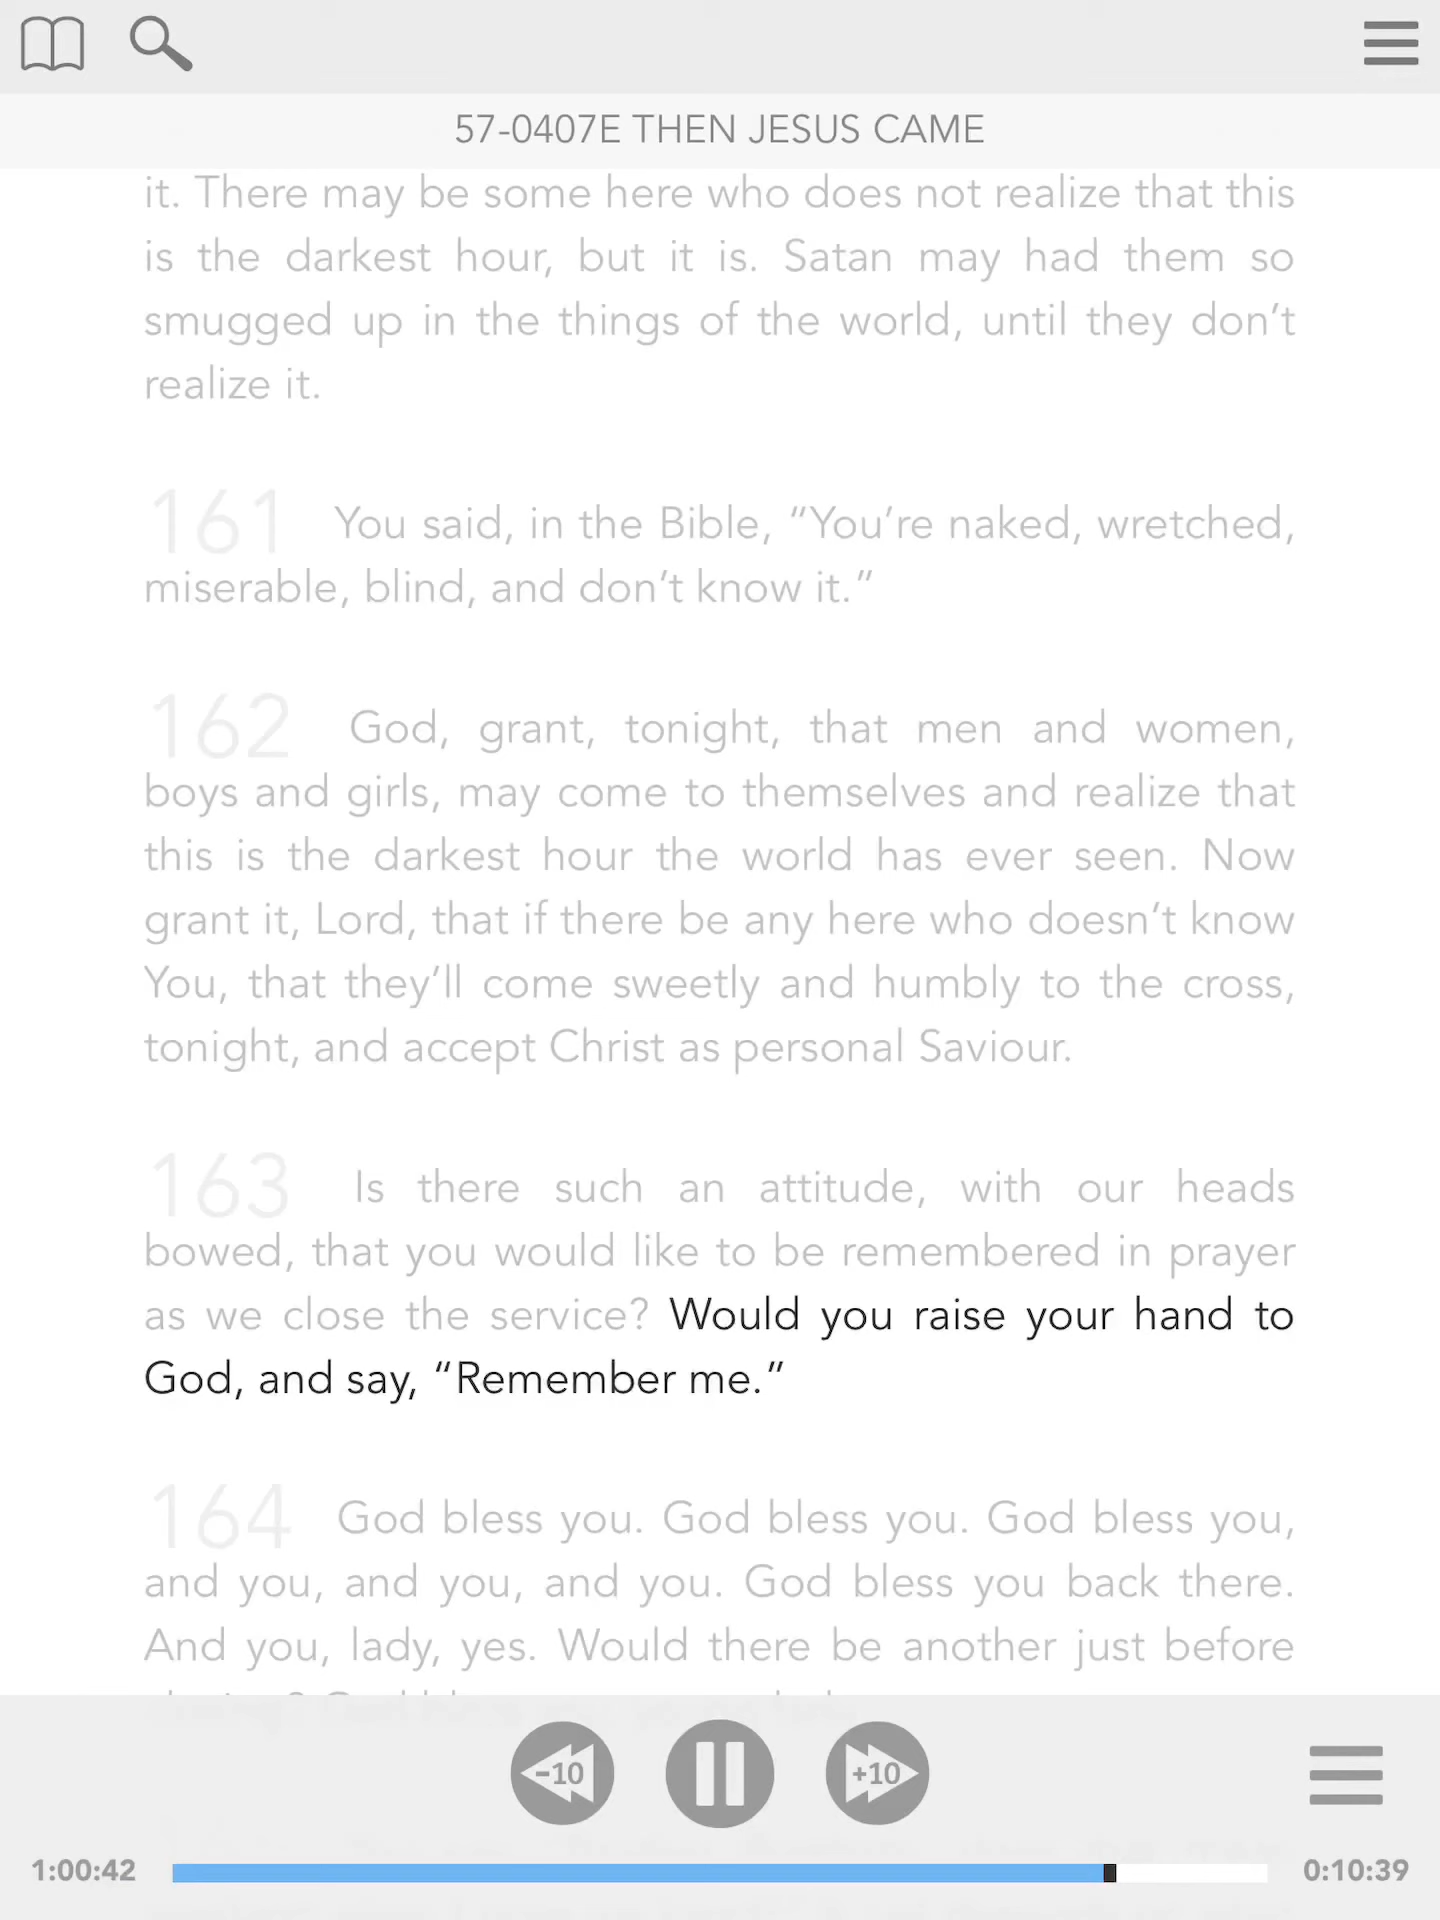 57-0407E THEN JESUS CAME
it. There may be some here who does not realize that this
is the darkest hour, but it is. Satan may had them so
smugged up in the things of the world, until they don’t
realize it.
161 You said, in the Bible, “You’re naked, wretched,
miserable, blind, and don’t know it.”
162 God, grant, tonight, that men and women,
boys and girls, may come to themselves and realize that
this is the darkest hour the world has ever seen. Now
grant it, Lord, that if there be any here who doesn’t know
You, that they’ll come sweetly and humbly to the cross,
tonight, and accept Christ as personal Saviour.
163 Is there such an attitude, with our heads
bowed, that you would like to be remembered in prayer
as we close the service? Would you raise your hand to
God, and say, “Remember me.”
164 God bless you. God bless you. God bless you,
and you, and you, and you. God bless you back there.
And you, lady, yes. Would there be another just before
-10 +10
1:00:42 0:10:39